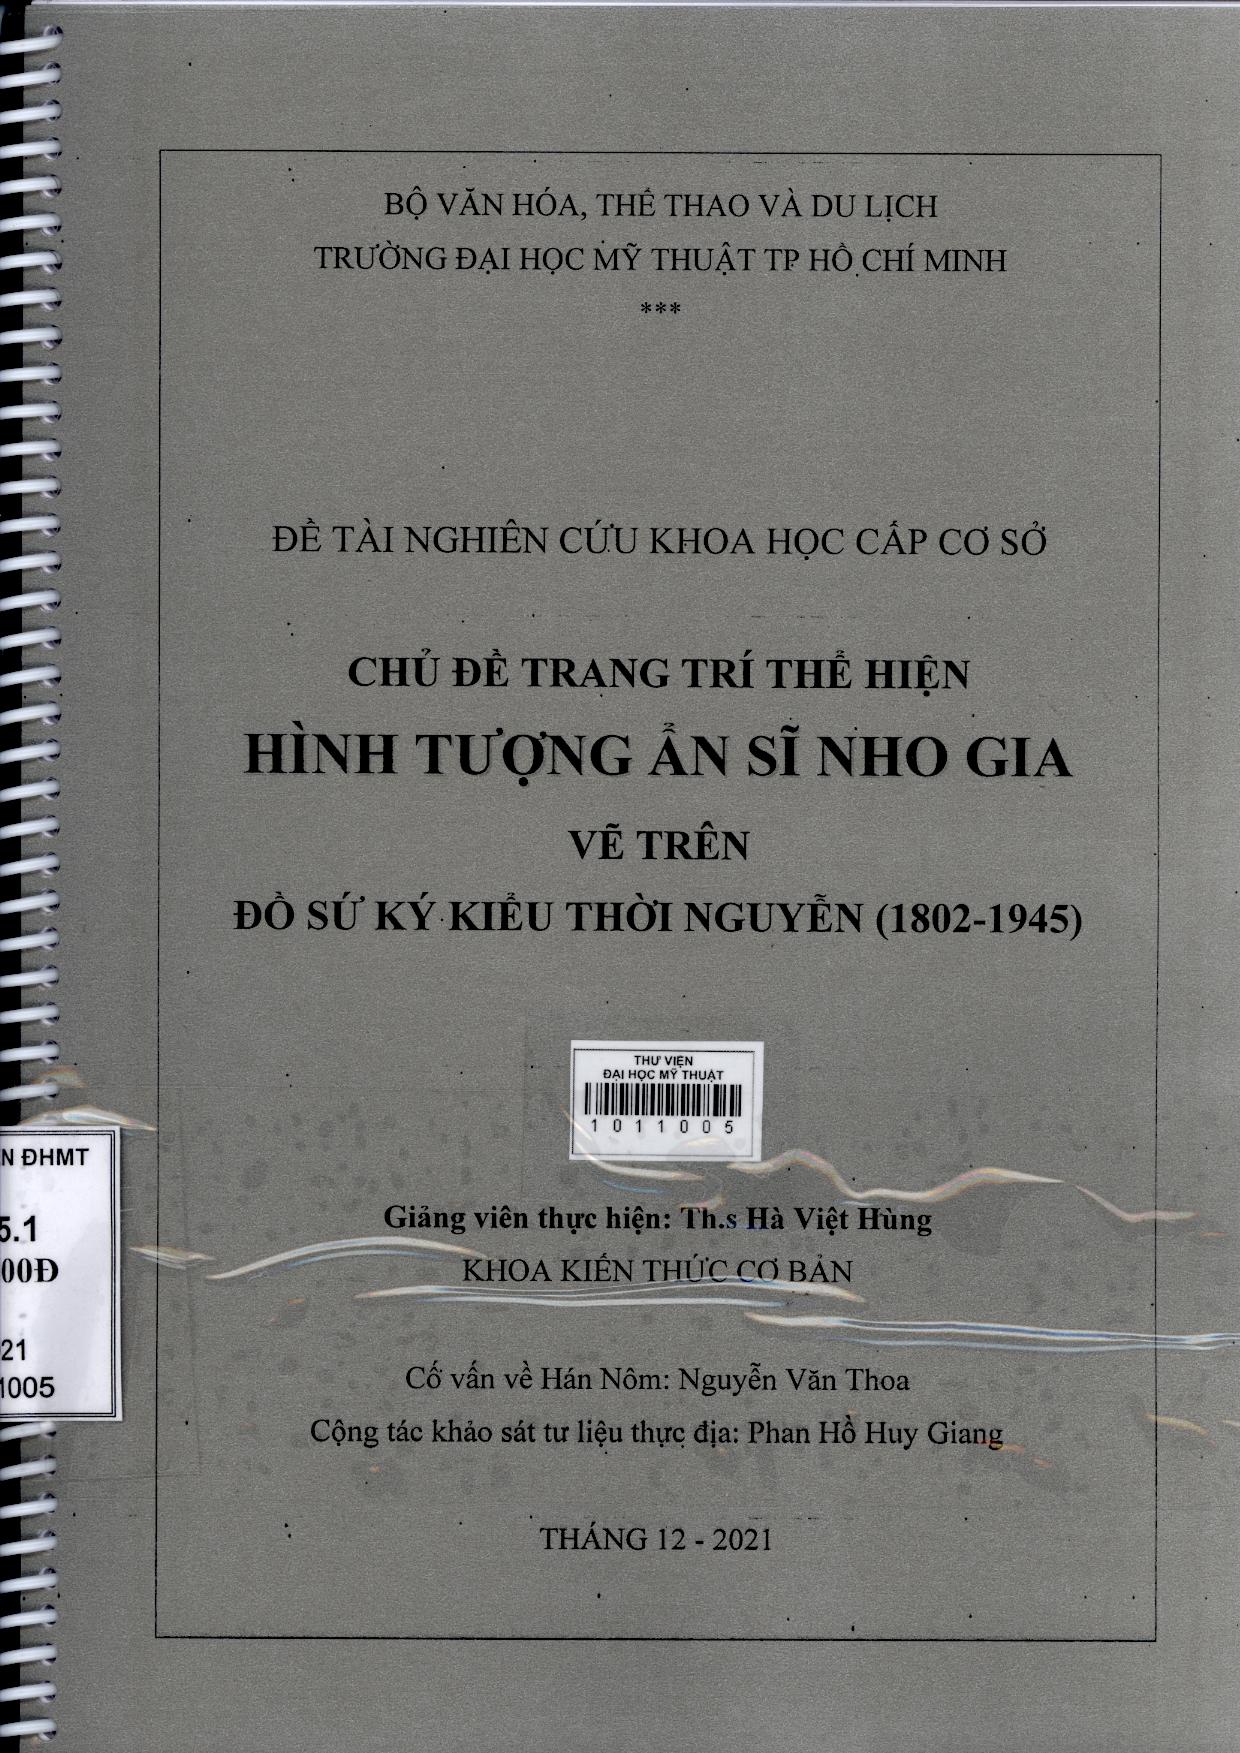 BỘ VĂN HÓA, THỂ THAO VÀ DU LỊCH
TRƯỜNG ĐẠI HỌC MỸ THUẬT TP HỒ CHÍ MINH
***
ĐỀ TÀI NGHIÊN CỨU KHOA HỌC CẤP CƠ SỞ
CHỦ ĐỀ TRANG TRÍ THỂ HIỆN
HÌNH TƯỢNG ẨN SĨ NHO GIA
VẼ TRÊN
ĐỒ SỨ KÝ KIỂU THỜI NGUYỄN (1802-1945)
THƯ VIỆN
ĐẠI HỌC MỸ THUẬT
1011005
N ĐHMT
5.1
00Đ
21
1005
Giảng viên thực hiện: Th.s Hà Việt Hùng
KHOA KIẾN THỨC CƠ BẢN
Cố vấn về Hán Nôm: Nguyễn Văn Thoa
Cộng tác khảo sát tư liệu thực địa: Phan Hồ Huy Giang
THÁNG 12 - 2021